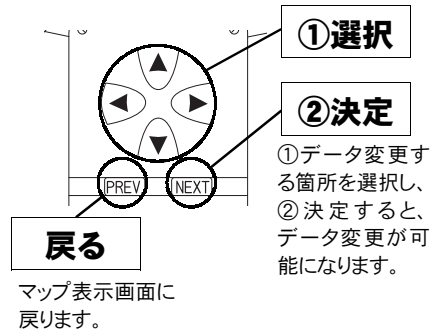 ①選択
②決定
①データ変更す
る箇所を選択し、
②決定すると、
データ変更が可
能になります。
PREV
NEXT
戻る
マップ表示画面に
戻ります。